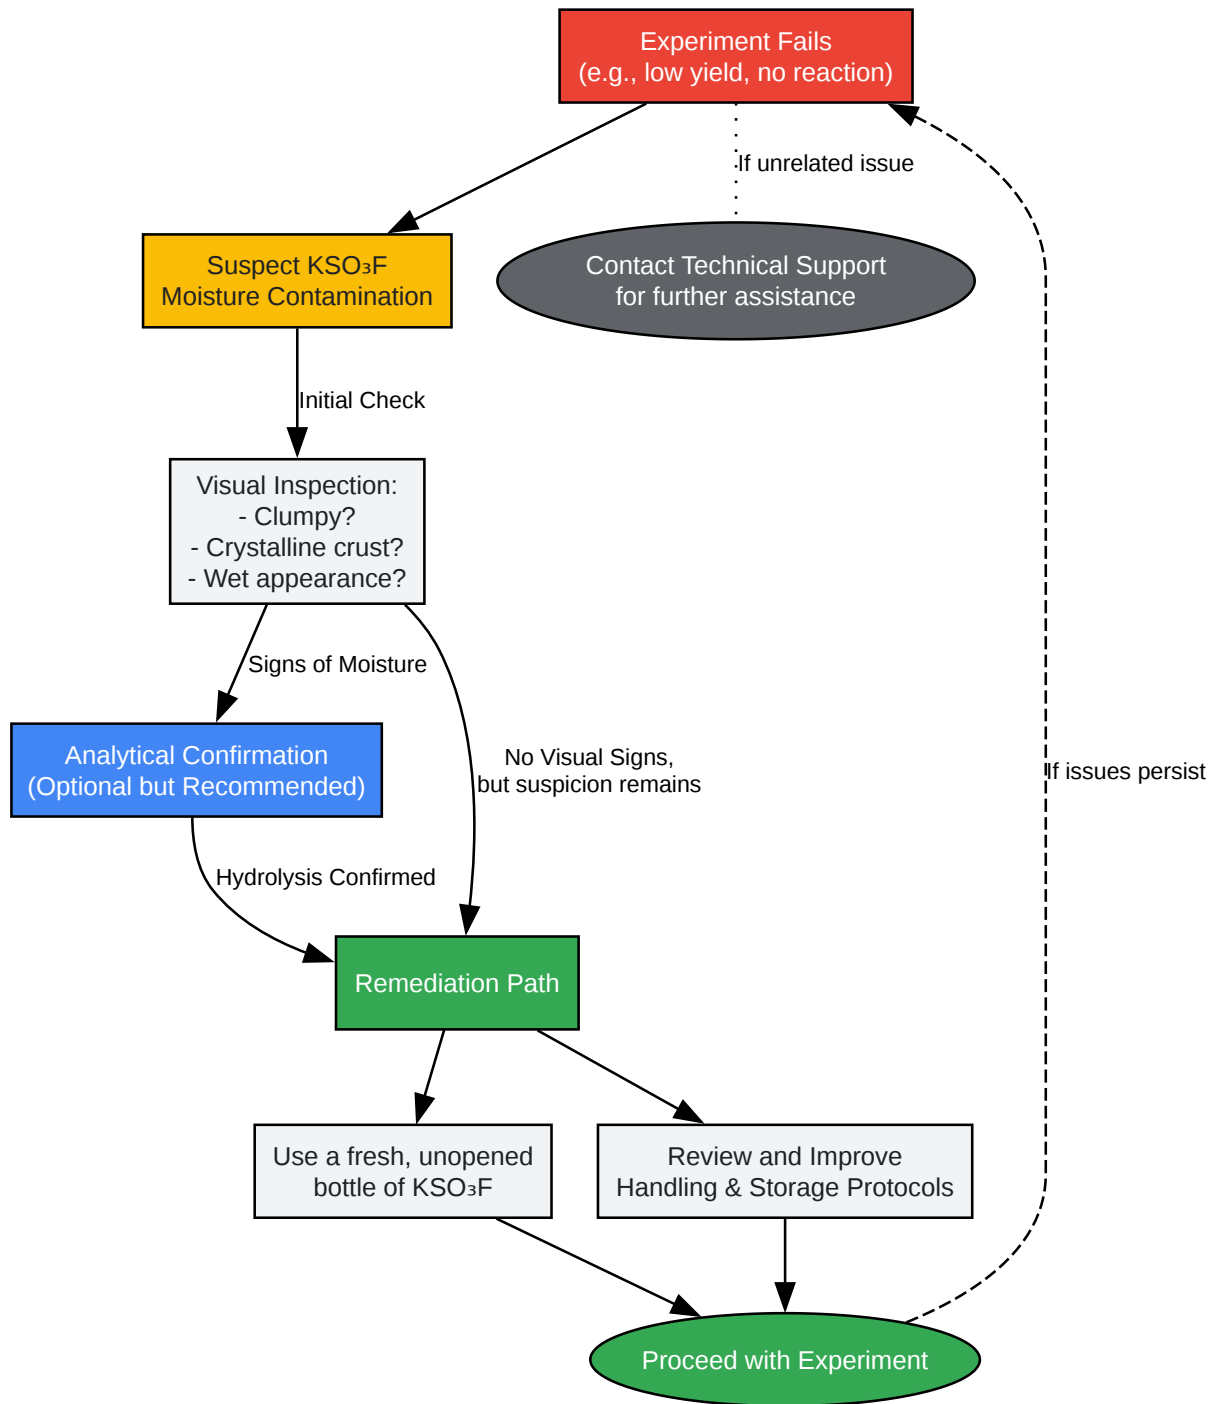 Experiment Fails
(e.g., low yield, no reaction)
If unrelated issue
Suspect KSO₃F
Moisture Contamination
Contact Technical Support
for further assistance
Initial Check
Visual Inspection:
- Clumpy?
- Crystalline crust?
- Wet appearance?
Signs of Moisture
Analytical Confirmation
(Optional but Recommended)
No Visual Signs,
but suspicion remains
If issues persist
Hydrolysis Confirmed
Remediation Path
Use a fresh, unopened
bottle of KSO₃F
Review and Improve
Handling & Storage Protocols
Proceed with Experiment